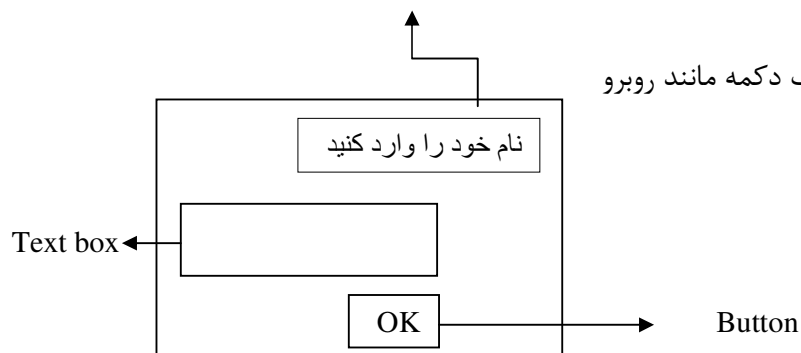 دکمه مانند روبرو
نام خود را وارد کنید
Text box
OK
Button